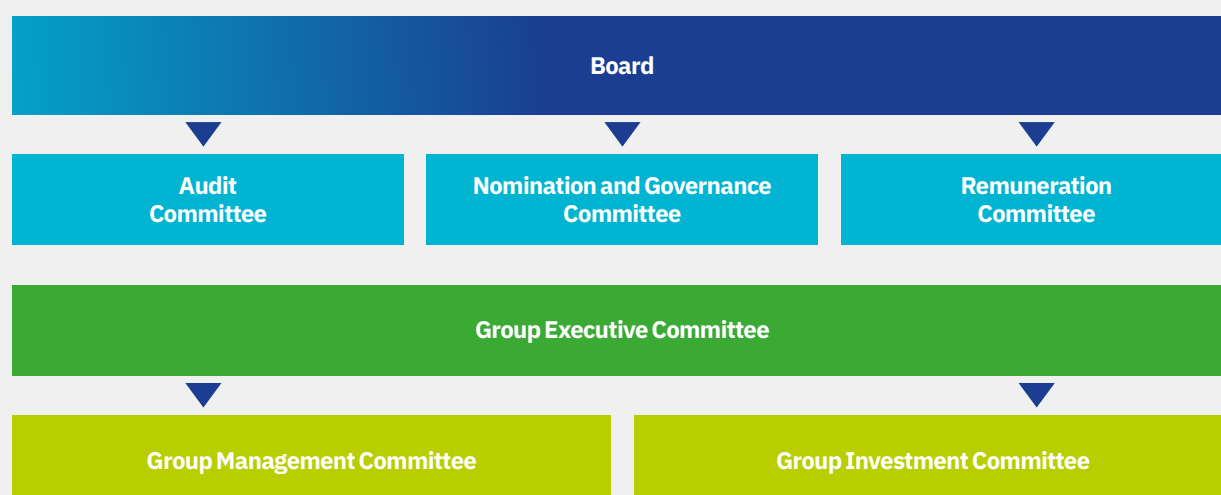 Board
Audit
Committee
Nomination and Governance
Committee
Remuneration
Committee
Group Executive Committee
Group Management Committee
Group Investment Committee